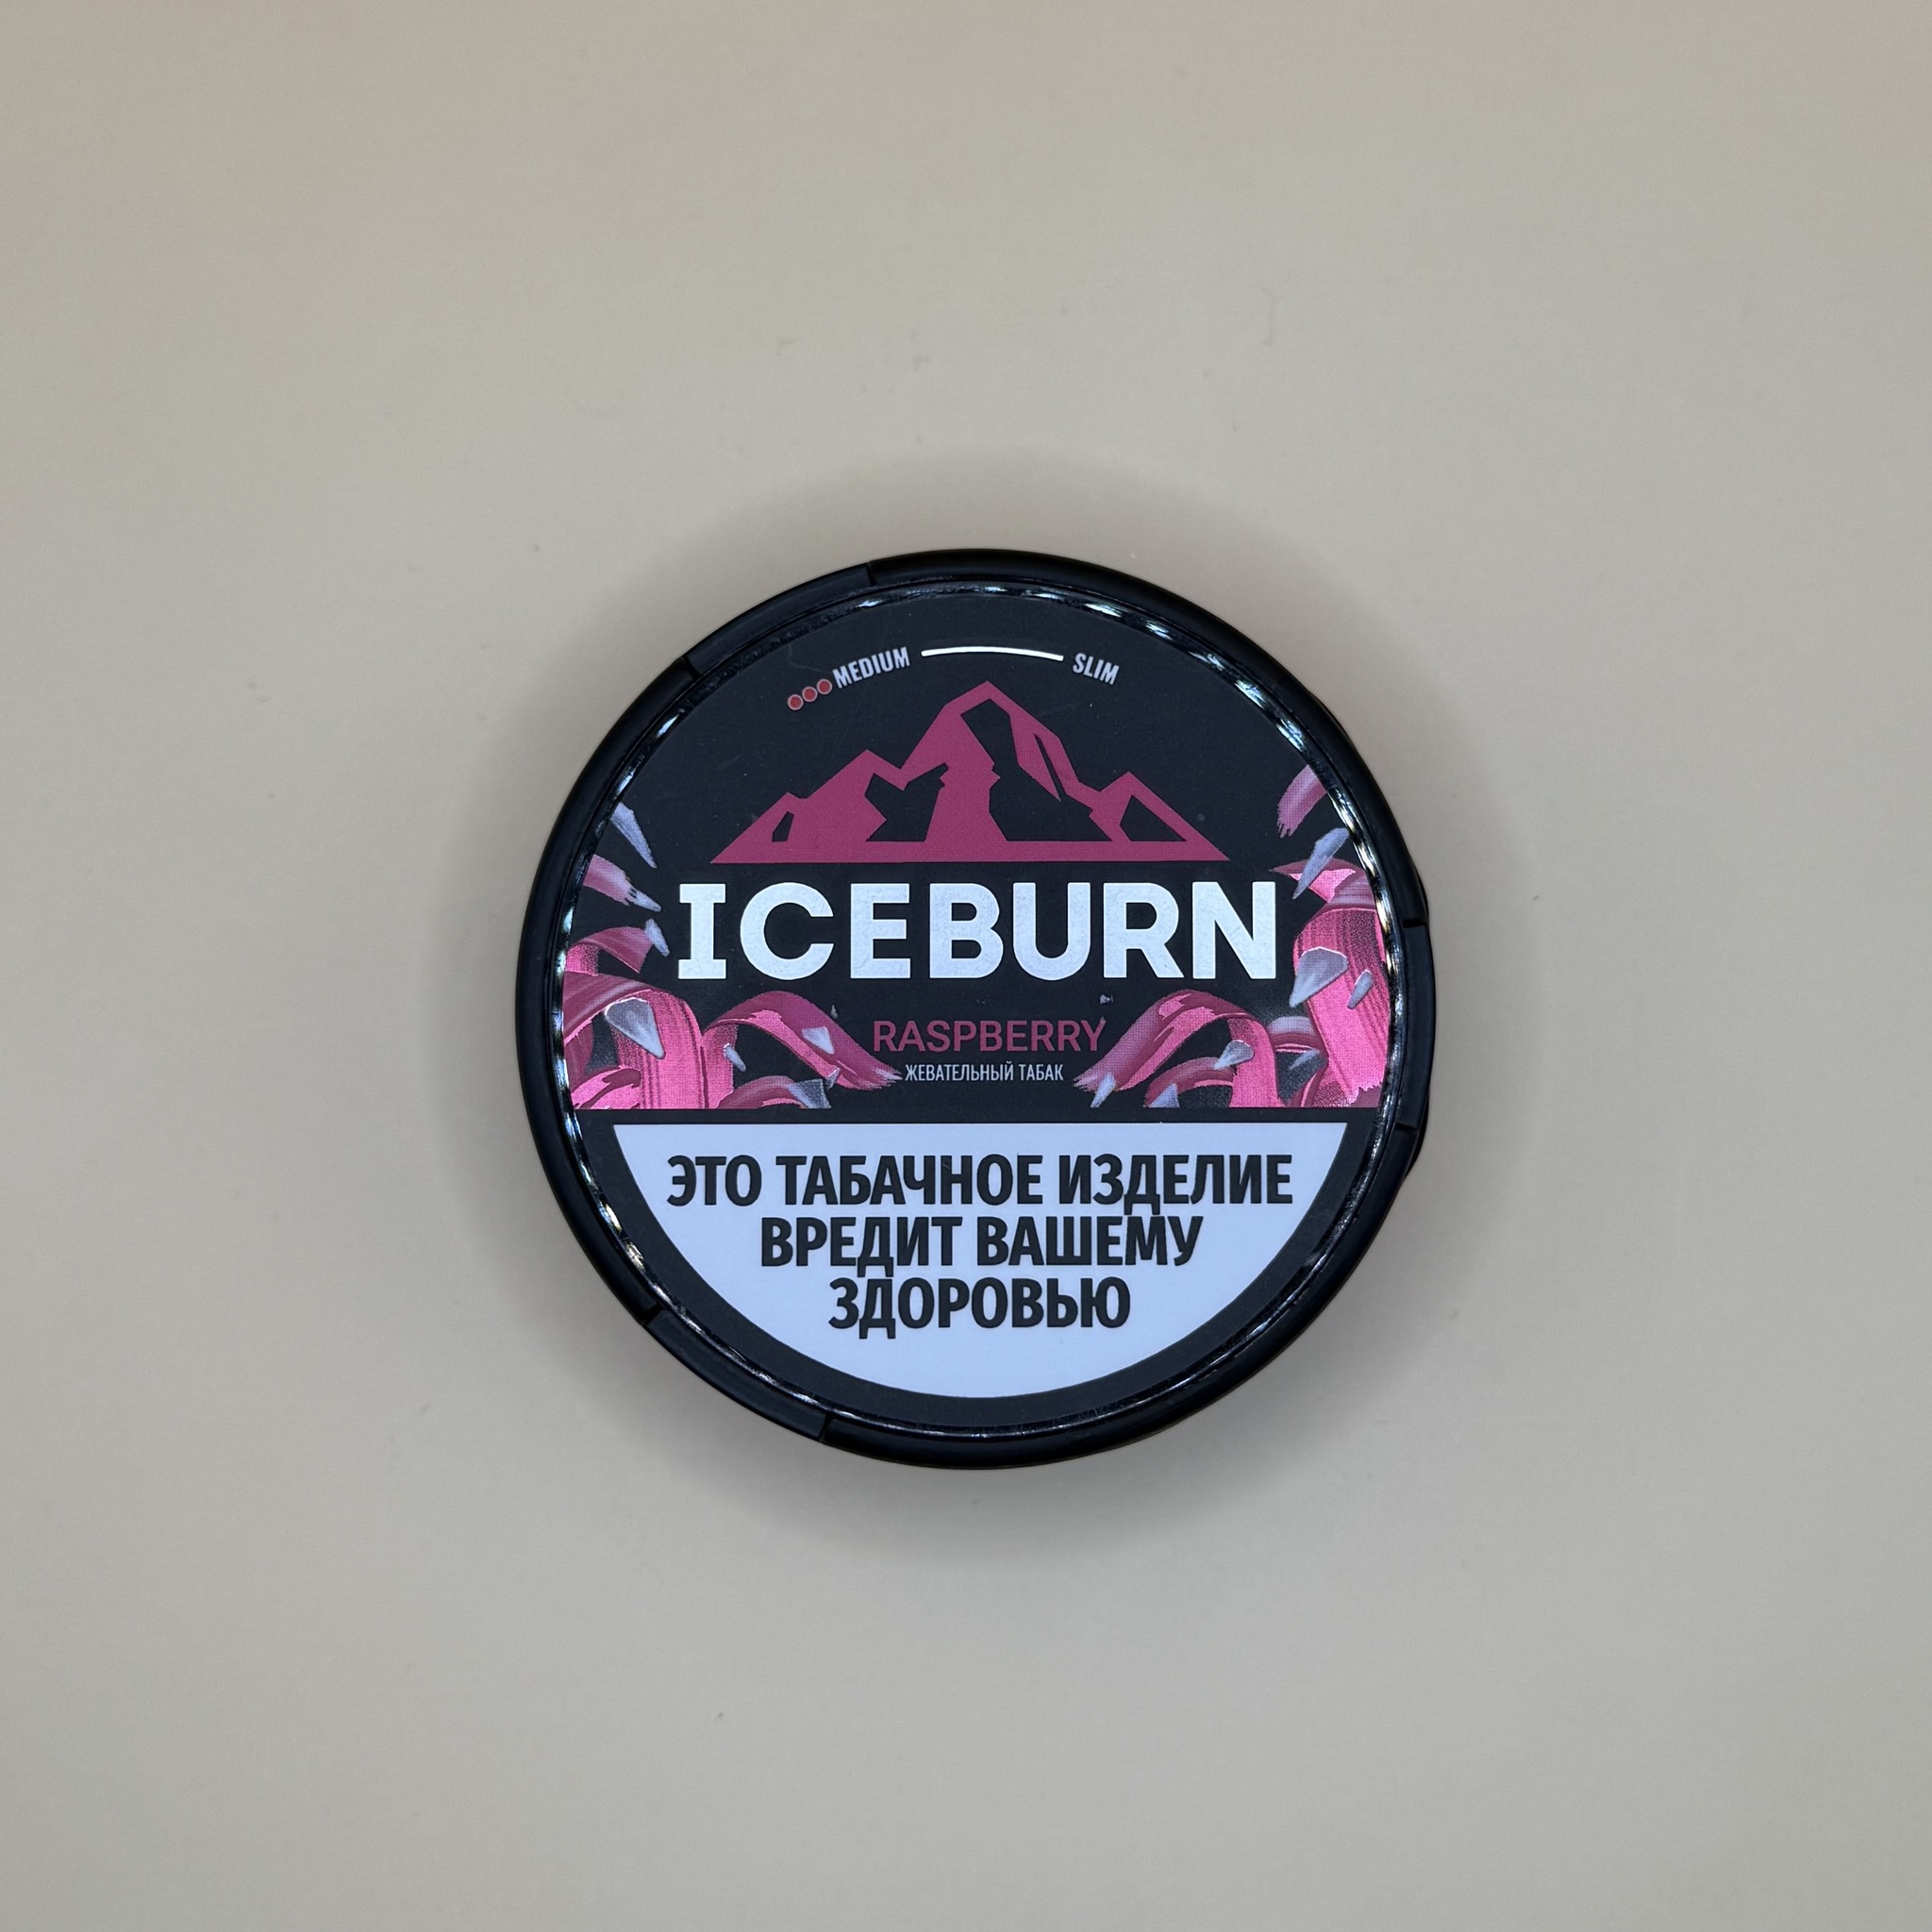 MEDIUM SLIM
ICEBURN
RASPBERRY
ЖЕВАТЕЛЬНЫЙ ТАБАК
ЭТО ТАБАЧНОЕ ИЗДЕЛИЕ
ВРЕДИТ ВАШЕМУ
ЗДОРОВЬЮ